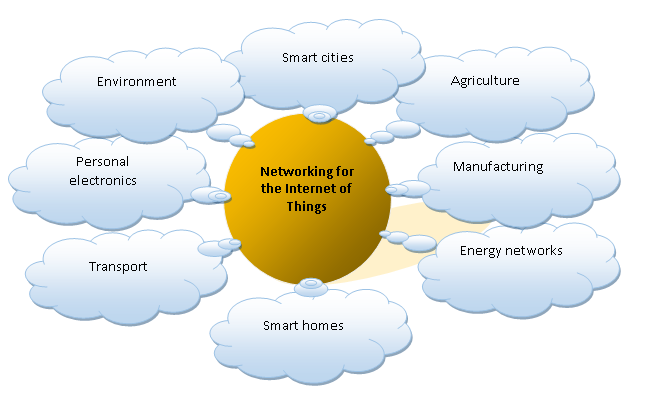 Smart cities
Environment
Agriculture
Personal
electronics
Networking for
the Internet of
Things
Manufacturing
Transport
Energy networks
Smart homes